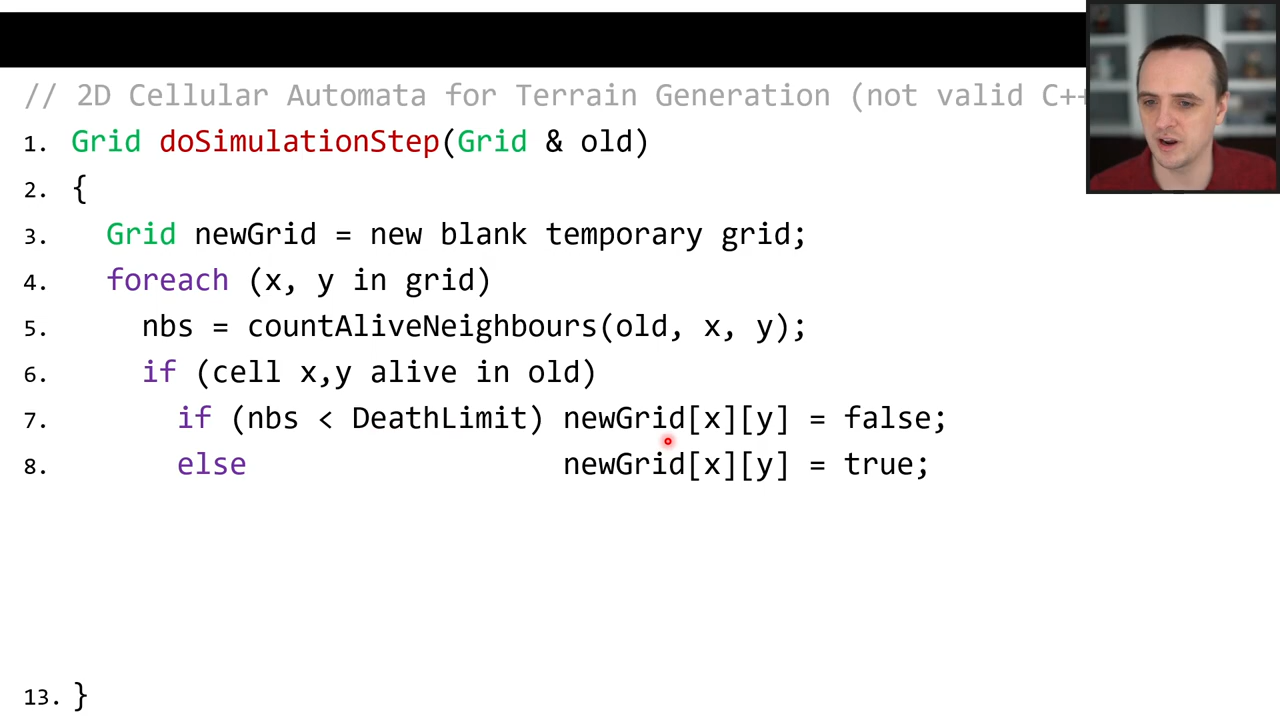 // 2D Cellular Automata for Terrain Generation (not valid C++
1. Grid doSimulationStep(Grid & old)
2. {
3. Grid newGrid = new blank temporary grid;
4. foreach (x, y in grid)
5. nbs = countAliveNeighbours(old, x, y);
6. if (cell x,y alive in old)
7. if (nbs < DeathLimit) newGrid[x][y] = false;
8. else newGrid[x][y] = true;
13. }